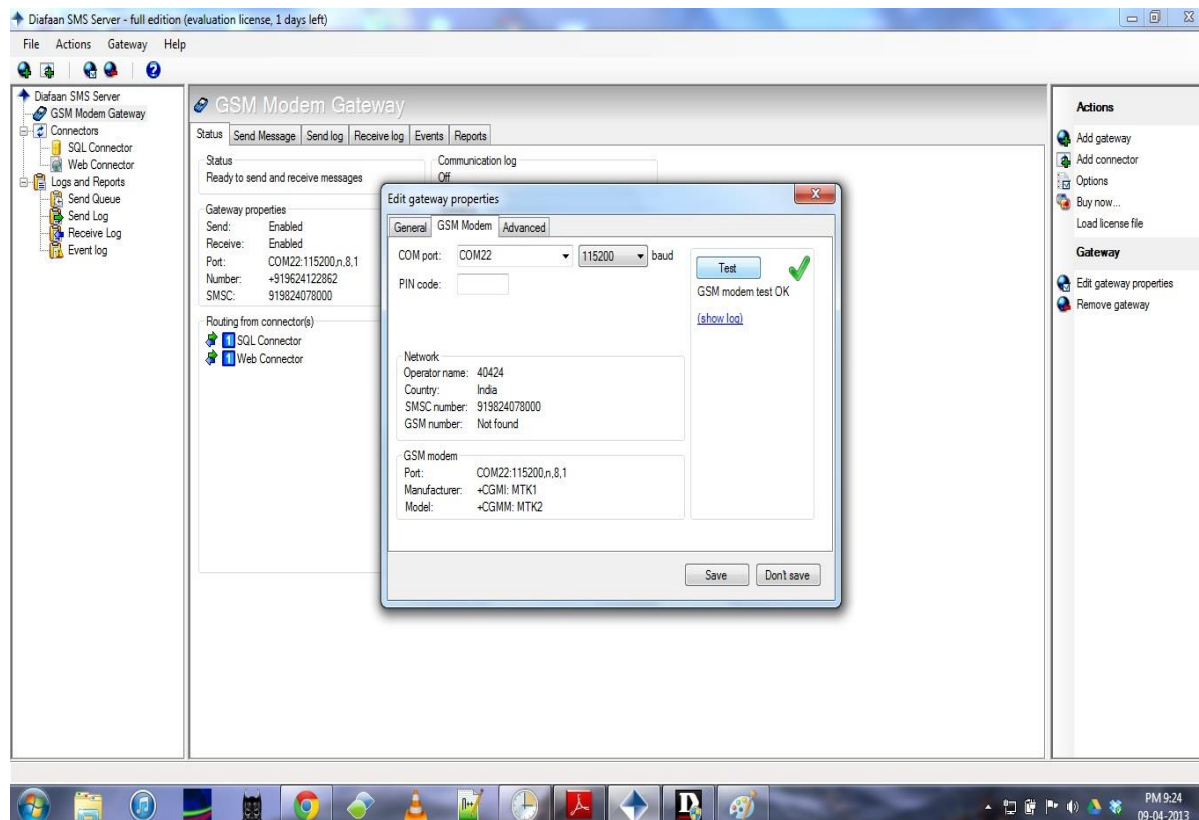 Diafaan SMS Server - full edition (evaluation license, 1 days left)
File Actions Gateway Help
Diafaan SMS Server
GSM Modem Gateway
Connectors
SQL Connector
Web Connector
Logs and Reports
Send Queue
Send Log
Receive Log
Event log
GSM Modem Gateway
Status Send Message Send log Receive log Events Reports
Status
Ready to send and receive messages
Communication log
Off
Gateway properties
Send: Enabled
Receive: Enabled
Port: COM22:115200,n,8,1
Number: +919624122862
SMSC: 919824078000
Routing from connector(s)
1 SQL Connector
1 Web Connector
Edit gateway properties
General GSM Modem Advanced
COM port: COM22 115200 baud
PIN code:
Test
GSM modem test OK
(show log)
Network
Operator name: 40424
Country: India
SMSC number: 919824078000
GSM number: Not found
GSM modem
Port: COM22:115200,n,8,1
Manufacturer: +CGMI: MTK1
Model: +CGMM: MTK2
Save Don't save
Actions
Add gateway
Add connector
Options
Buy now...
Load license file
Gateway
Edit gateway properties
Remove gateway
PM 9:24
09-04-2013